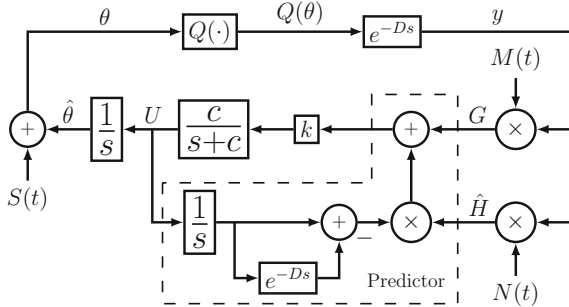 θ Q(·) Q(θ) e^{-Ds} y
M(t)
+ θ̂ 1/s U c/(s+c) k + G ×
S(t)
1/s + − × Ĥ ×
e^{-Ds} Predictor N(t)